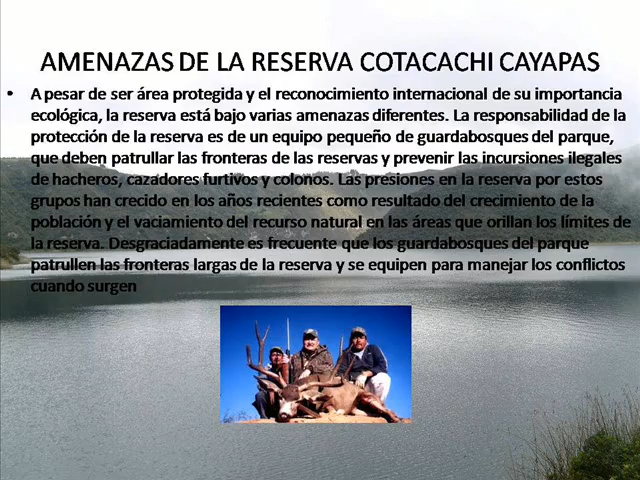 AMENAZAS DE LA RESERVA COTACACHI CAYAPAS
• A pesar de ser área protegida y el reconocimiento internacional de su importancia
ecológica, la reserva está bajo varias amenazas diferentes. La responsabilidad de la
protección de la reserva es de un equipo pequeño de guardabosques del parque,
que deben patrullar las fronteras de las reservas y prevenir las incursiones ilegales
de hacheros, cazadores furtivos y colonos. Las presiones en la reserva por estos
grupos han crecido en los años recientes como resultado del crecimiento de la
población y el vaciamiento del recurso natural en las áreas que orillan los límites de
la reserva. Desgraciadamente es frecuente que los guardabosques del parque
patrullen las fronteras largas de la reserva y se equipen para manejar los conflictos
cuando surgen